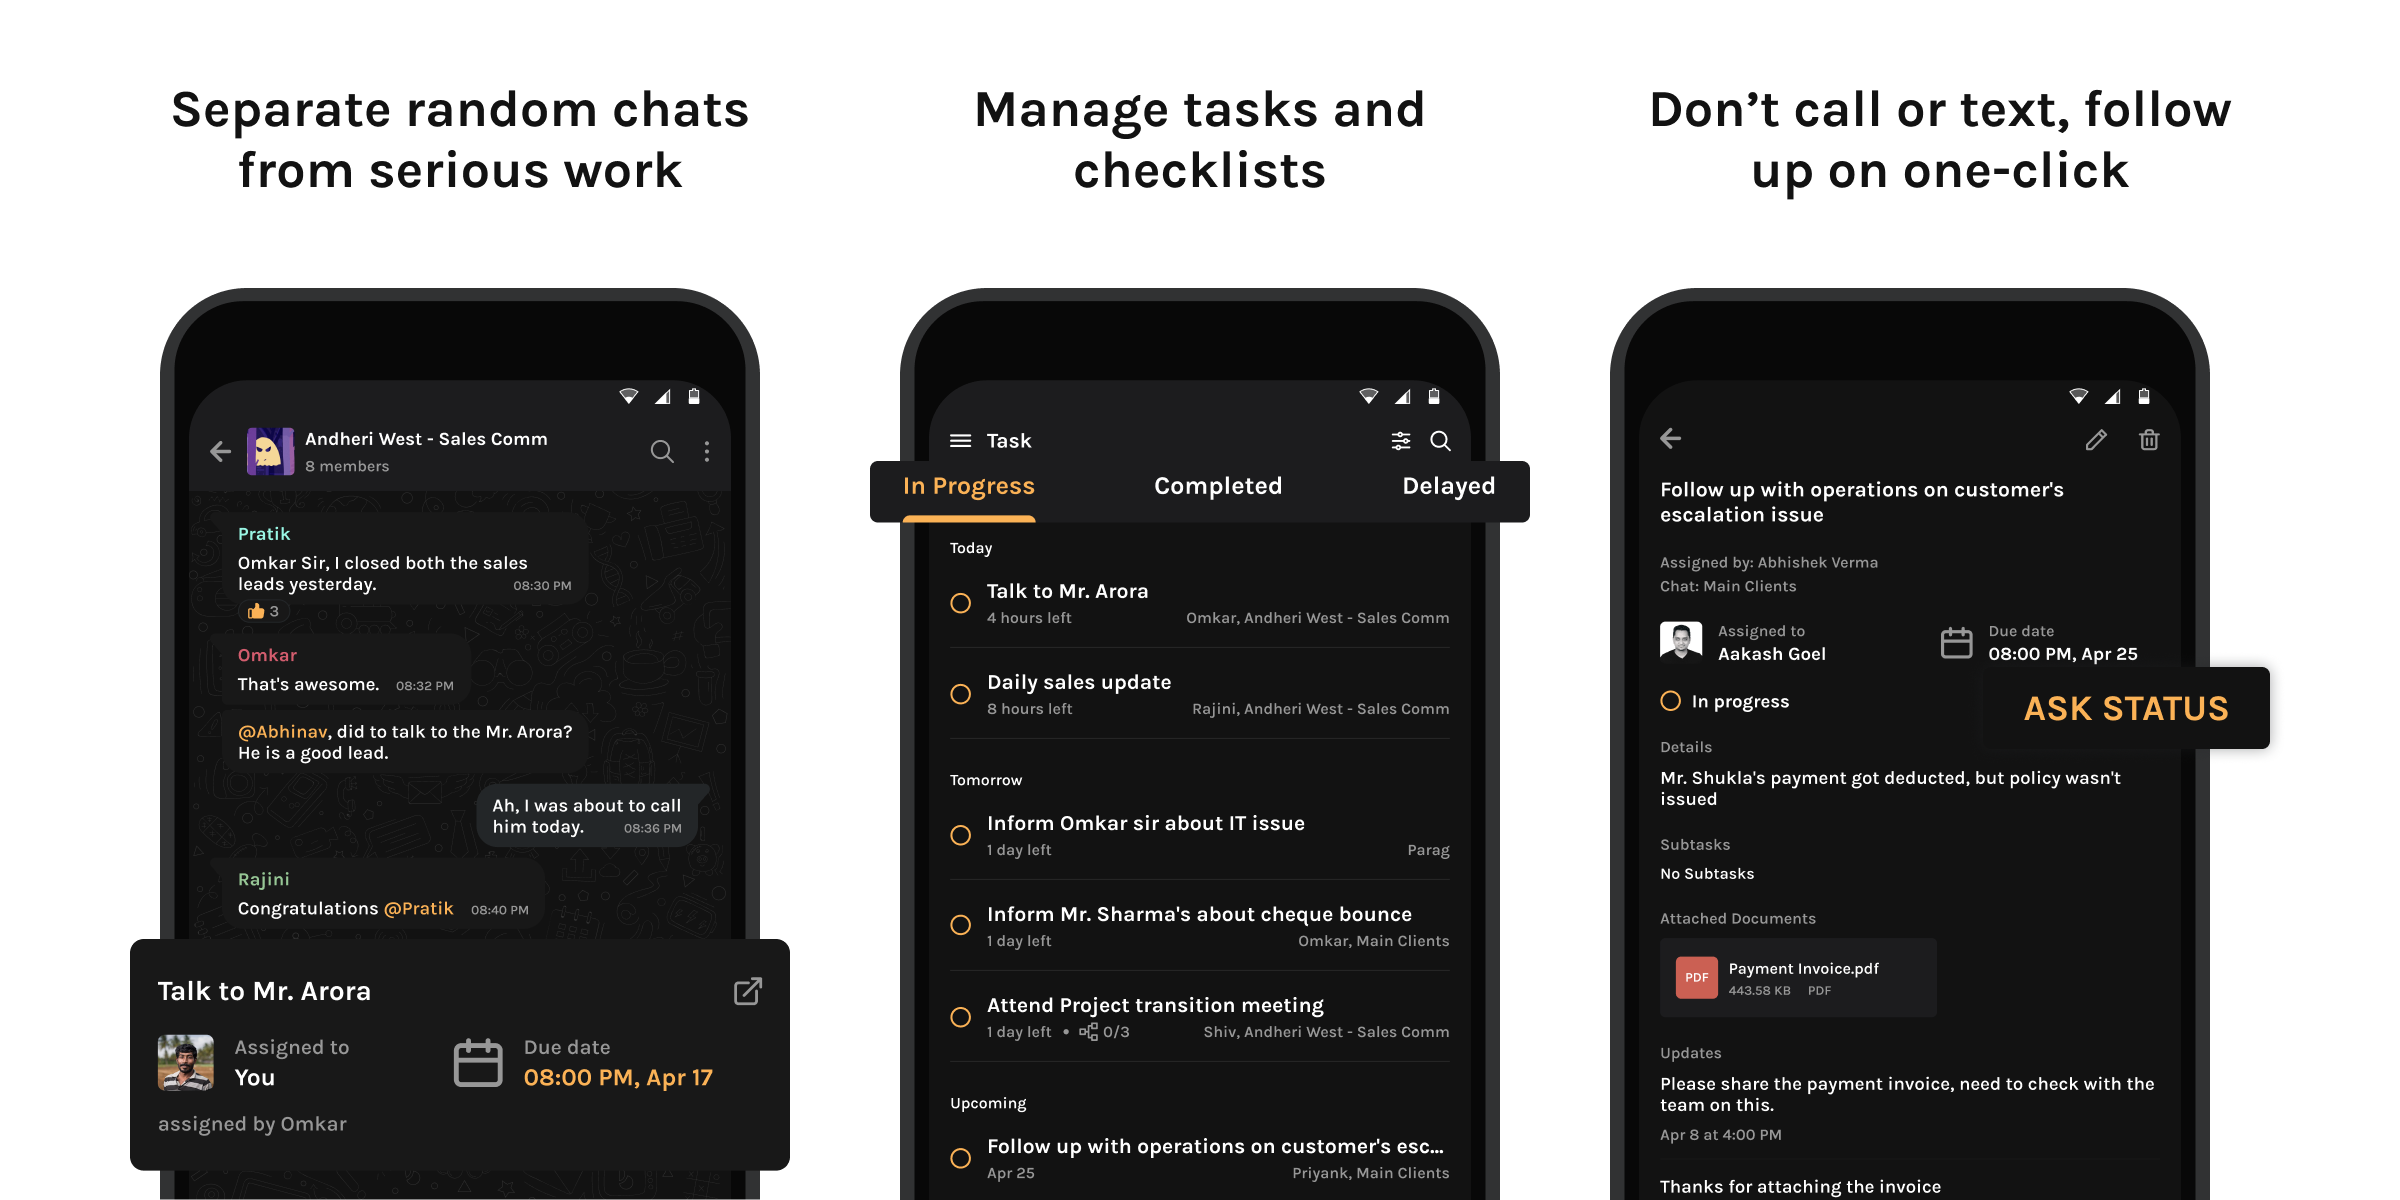 Separate random chats
from serious work
Andheri West - Sales Comm
8 members
Pratik
Omkar Sir, I closed both the sales
leads yesterday.
08:30 PM
3
Omkar
That's awesome.
08:32 PM
@Abhinav, did to talk to the Mr. Arora?
He is a good lead.
Ah, I was about to call
him today.
08:36 PM
Rajini
Congratulations @Pratik
08:40 PM
Talk to Mr. Arora
Assigned to
You
Due date
08:00 PM, Apr 17
assigned by Omkar
Manage tasks and
checklists
Task
In Progress
Completed
Delayed
Today
Talk to Mr. Arora
4 hours left
Omkar, Andheri West - Sales Comm
Daily sales update
8 hours left
Rajini, Andheri West - Sales Comm
Tomorrow
Inform Omkar sir about IT issue
1 day left
Parag
Inform Mr. Sharma's about cheque bounce
1 day left
Omkar, Main Clients
Attend Project transition meeting
1 day left • 0/3
Shiv, Andheri West - Sales Comm
Upcoming
Follow up with operations on customer's esc...
Apr 25
Priyank, Main Clients
Don’t call or text, follow
up on one-click
Follow up with operations on customer's
escalation issue
Assigned by: Abhishek Verma
Chat: Main Clients
Assigned to
Aakash Goel
Due date
08:00 PM, Apr 25
In progress
ASK STATUS
Details
Mr. Shukla's payment got deducted, but policy wasn't
issued
Subtasks
No Subtasks
Attached Documents
PDF
Payment Invoice.pdf
443.58 KB PDF
Updates
Please share the payment invoice, need to check with the
team on this.
Apr 8 at 4:00 PM
Thanks for attaching the invoice